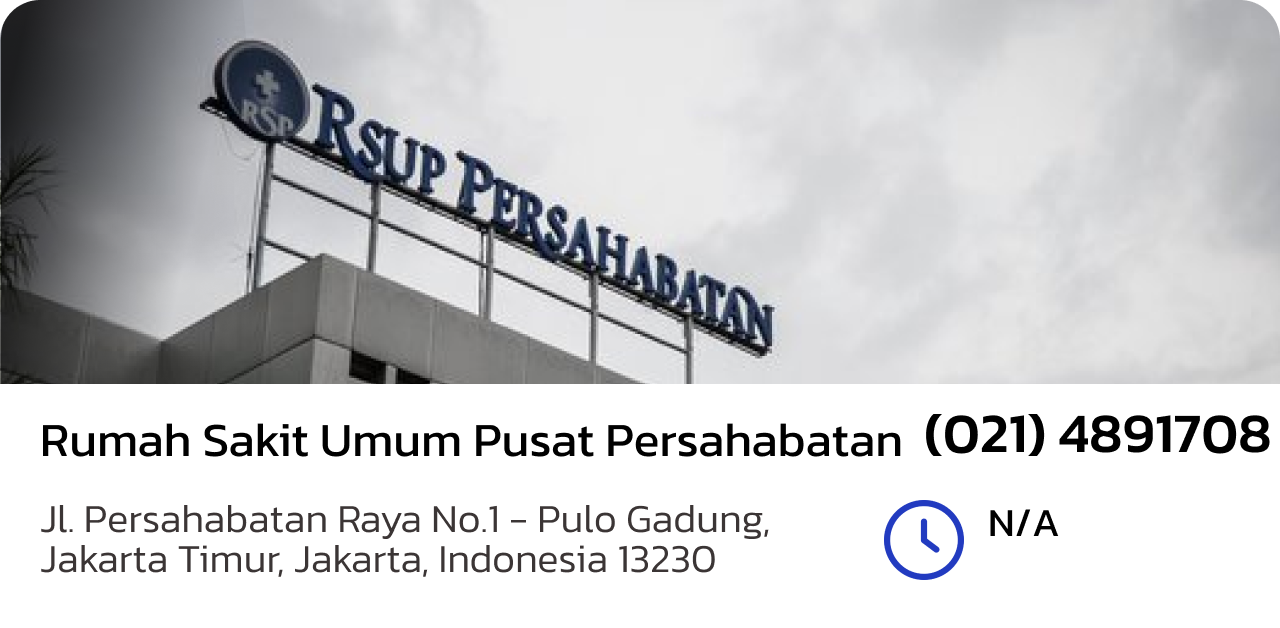 RSP
RSUP PERSAHABATAN
Rumah Sakit Umum Pusat Persahabatan
(021) 4891708
Jl. Persahabatan Raya No.1 - Pulo Gadung,
Jakarta Timur, Jakarta, Indonesia 13230
N/A